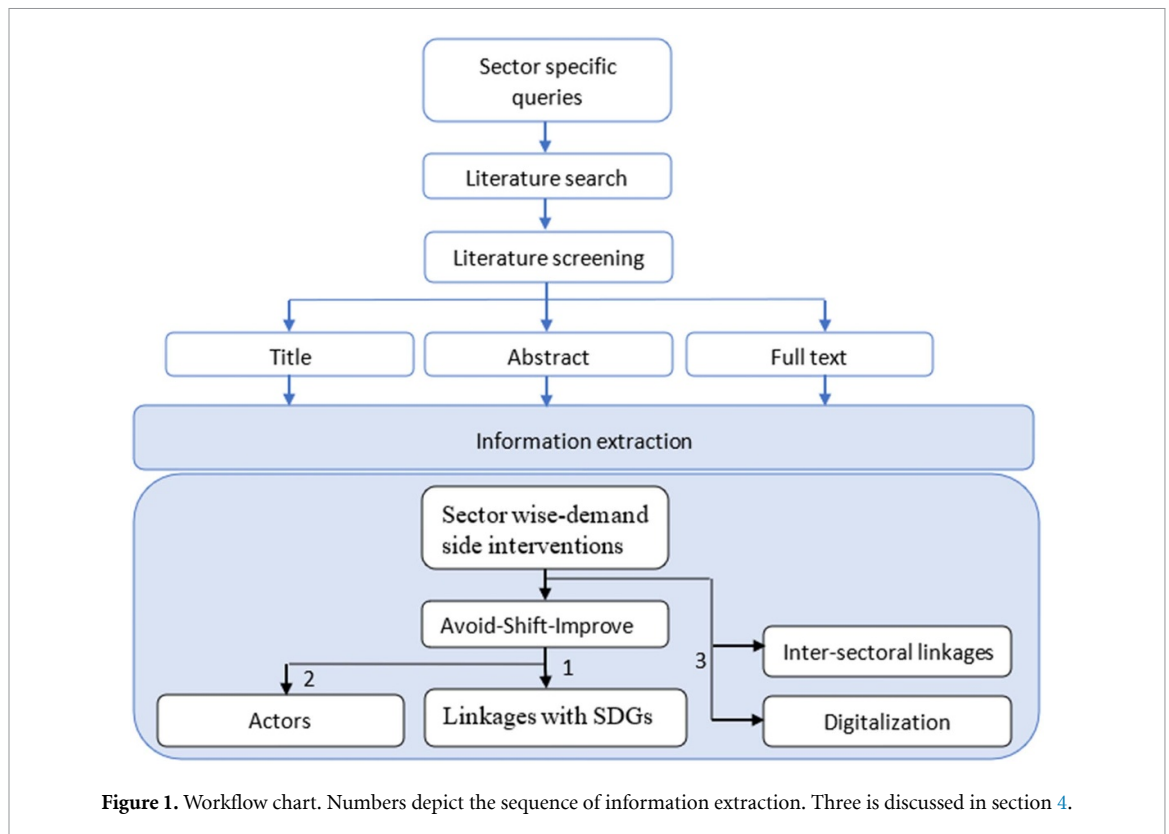 Sector specific
queries
Literature search
Literature screening
Title
Abstract
Full text
Information extraction
Sector wise-demand
side interventions
Avoid-Shift-Improve
Inter-sectoral linkages
3
1
2
Actors
Linkages with SDGs
Digitalization
Figure 1. Workflow chart. Numbers depict the sequence of information extraction. Three is discussed in section 4.